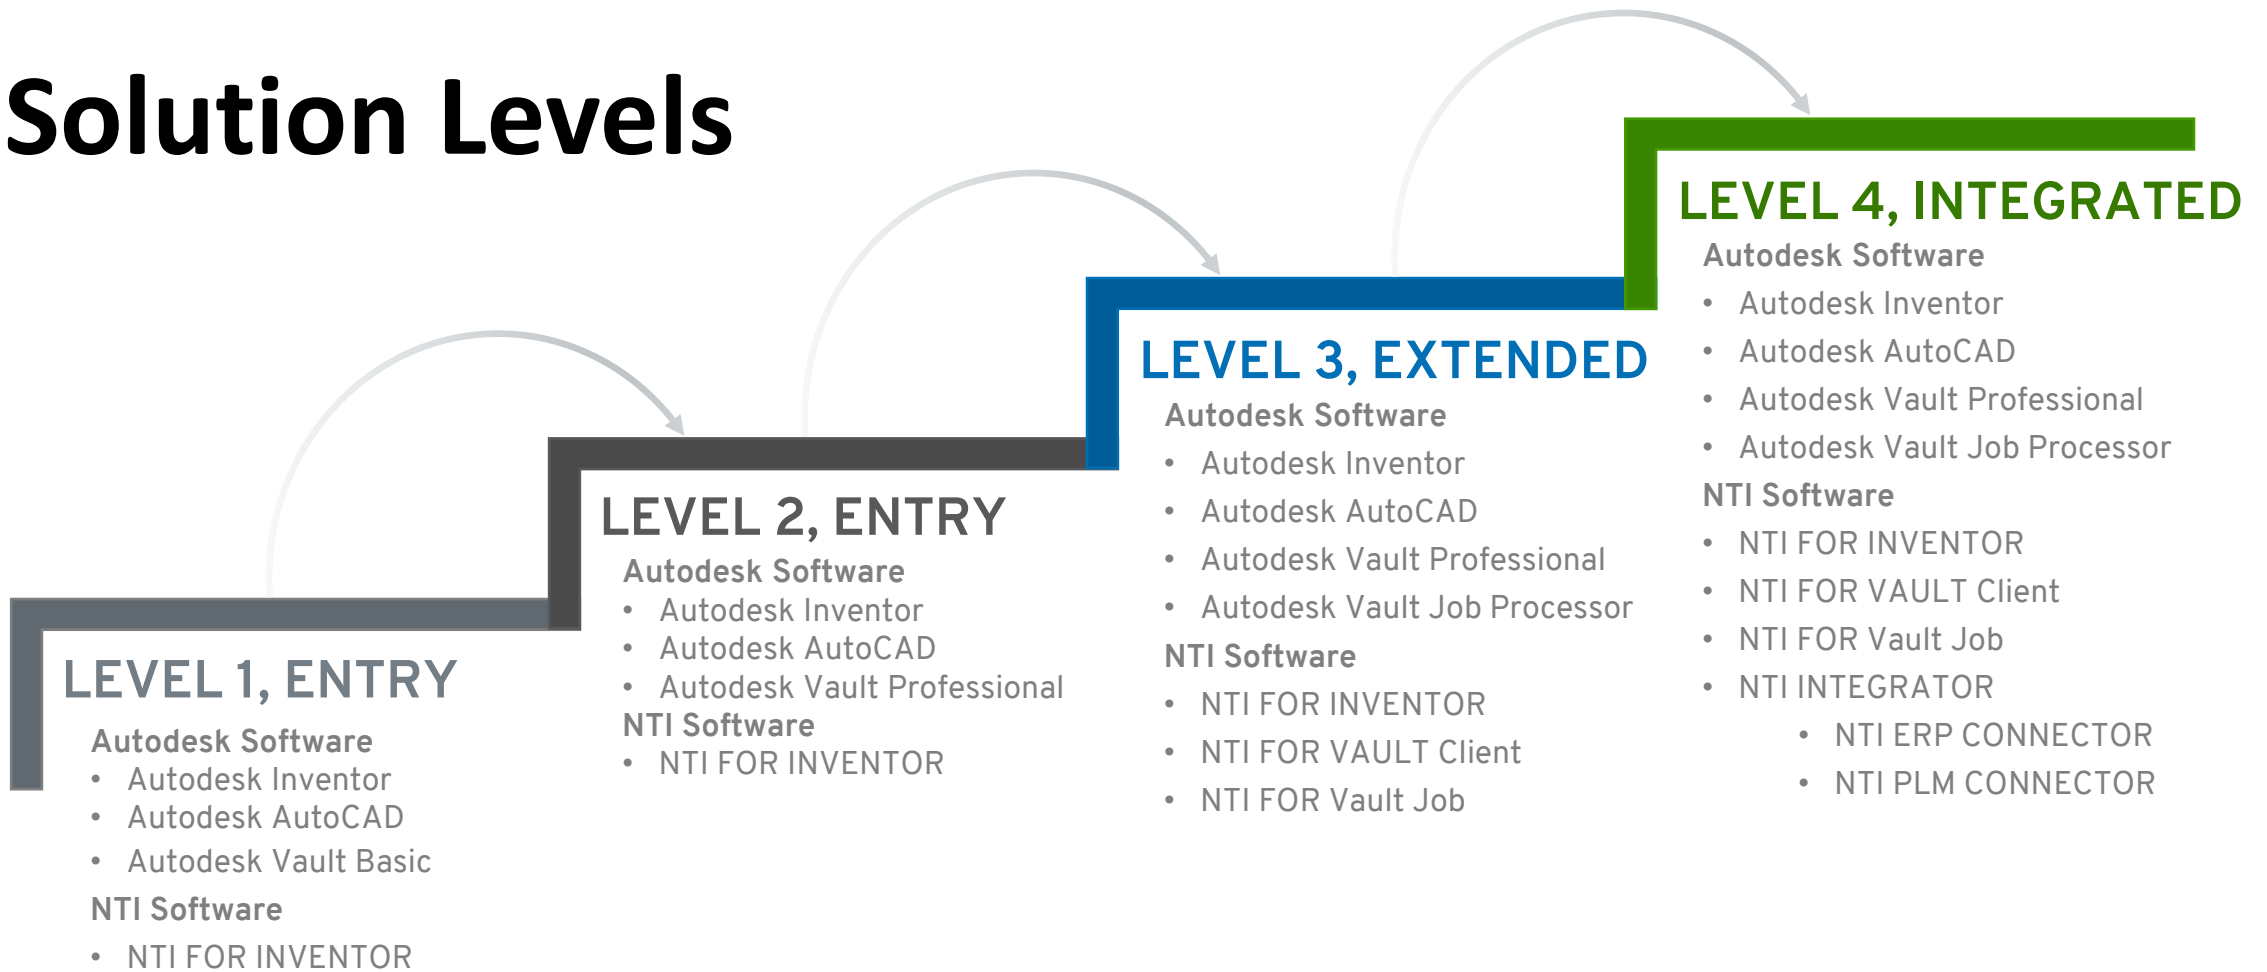 Solution Levels
LEVEL 1, ENTRY
Autodesk Software
• Autodesk Inventor
• Autodesk AutoCAD
• Autodesk Vault Basic
NTI Software
• NTI FOR INVENTOR
LEVEL 2, ENTRY
Autodesk Software
• Autodesk Inventor
• Autodesk AutoCAD
• Autodesk Vault Professional
NTI Software
• NTI FOR INVENTOR
LEVEL 3, EXTENDED
Autodesk Software
• Autodesk Inventor
• Autodesk AutoCAD
• Autodesk Vault Professional
• Autodesk Vault Job Processor
NTI Software
• NTI FOR INVENTOR
• NTI FOR VAULT Client
• NTI FOR Vault Job
LEVEL 4, INTEGRATED
Autodesk Software
• Autodesk Inventor
• Autodesk AutoCAD
• Autodesk Vault Professional
• Autodesk Vault Job Processor
NTI Software
• NTI FOR INVENTOR
• NTI FOR VAULT Client
• NTI FOR Vault Job
• NTI INTEGRATOR
• NTI ERP CONNECTOR
• NTI PLM CONNECTOR